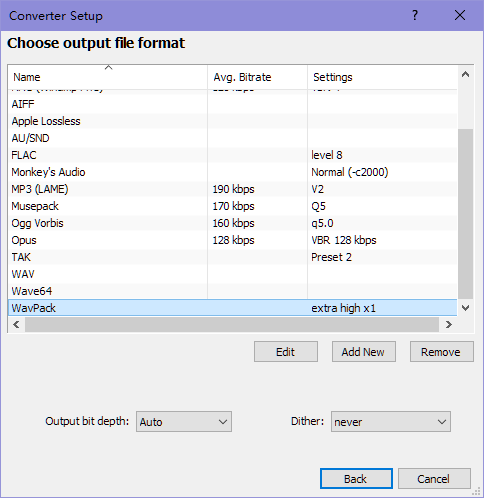 Converter Setup
?
Choose output file format
Name Avg. Bitrate Settings
AIFF
Apple Lossless
AU/SND
FLAC level 8
Monkey's Audio Normal (-c2000)
MP3 (LAME) 190 kbps V2
Musepack 170 kbps Q5
Ogg Vorbis 160 kbps q5.0
Opus 128 kbps VBR 128 kbps
TAK Preset 2
WAV
Wave64
WavPack extra high x1
Edit Add New Remove
Output bit depth: Auto Dither: never
Back Cancel